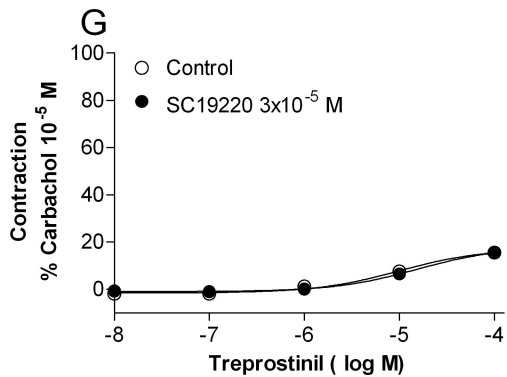 G
Control
SC19220 3x10⁻⁵ M
Contraction
% Carbachol 10⁻⁵ M
100
80
60
40
20
0
-8
-7
-6
-5
-4
Treprostinil ( log M)